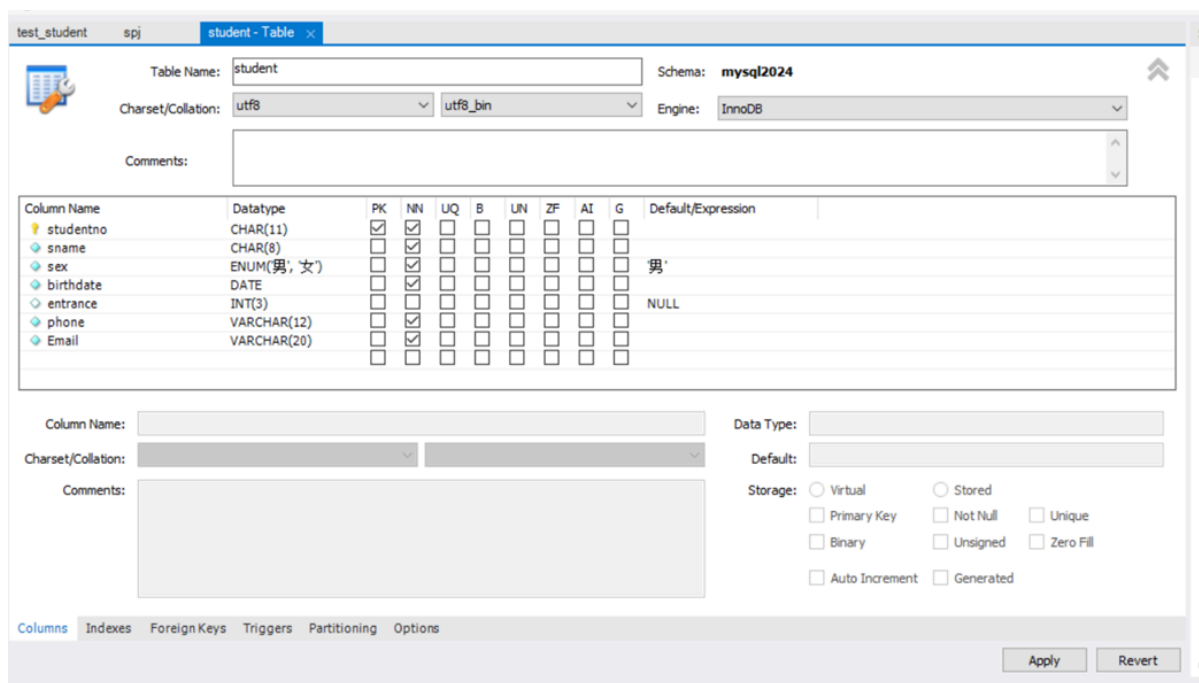 test_student spj student - Table ×
Table Name: student Schema: mysql2024
Charset/Collation: utf8 utf8_bin Engine: InnoDB
Comments:
Column Name Datatype PK NN UQ B UN ZF AI G Default/Expression
studentno CHAR(11)
sname CHAR(8)
sex ENUM('男', '女') '男'
birthdate DATE
entrance INT(3) NULL
phone VARCHAR(12)
Email VARCHAR(20)
Column Name: Data Type:
Charset/Collation: Default:
Comments: Storage: Virtual Stored
Primary Key Not Null Unique
Binary Unsigned Zero Fill
Auto Increment Generated
Columns Indexes Foreign Keys Triggers Partitioning Options
Apply Revert